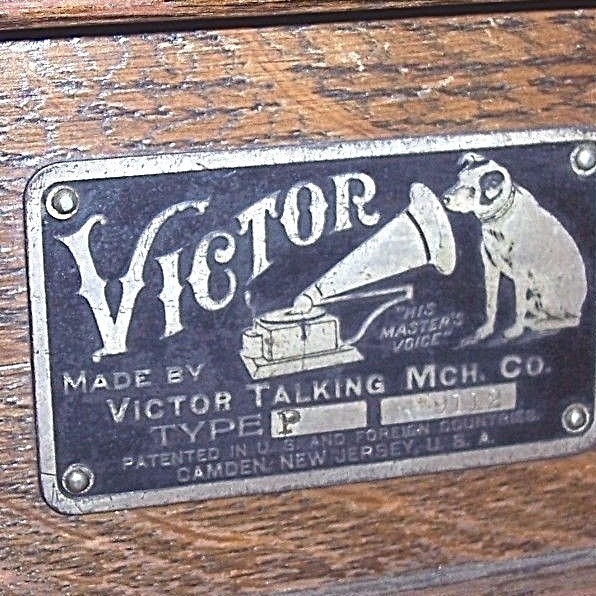 VICTOR
"HIS
MASTER'S
VOICE"
MADE BY
VICTOR TALKING MCH. CO.
TYPE P
PATENTED IN U.S. AND FOREIGN COUNTRIES.
CAMDEN, NEW JERSEY, U.S.A.